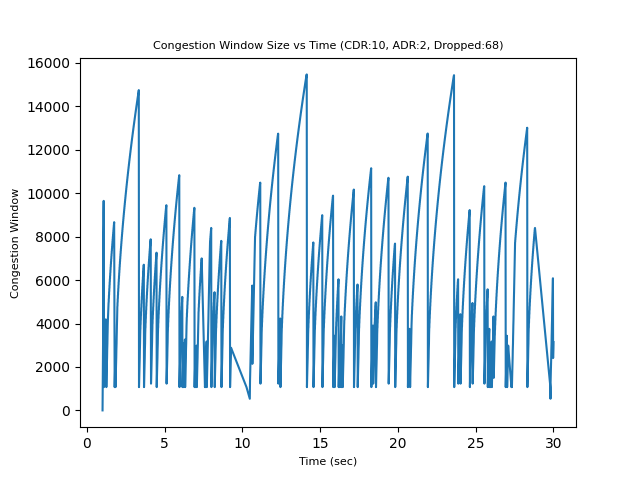 Congestion Window Size vs Time (CDR:10, ADR:2, Dropped:68)
16000
14000
12000
10000
8000
6000
4000
2000
0
Congestion Window
0 5 10 15 20 25 30
Time (sec)